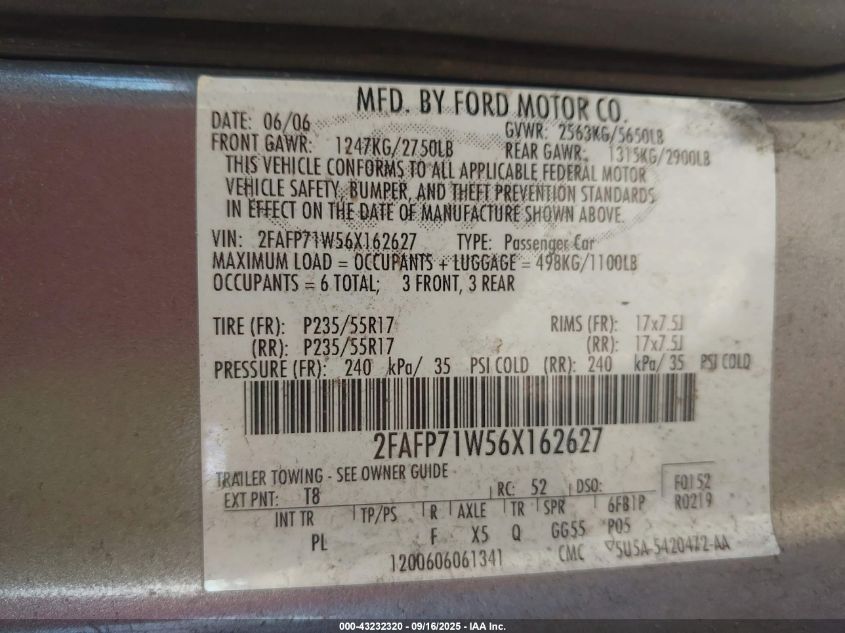 MFD. BY FORD MOTOR CO.
DATE: 06/06 GVWR: 2563KG/5650LB
FRONT GAWR: 1247KG/2750LB REAR GAWR: 1315KG/2900LB
THIS VEHICLE CONFORMS TO ALL APPLICABLE FEDERAL MOTOR
VEHICLE SAFETY, BUMPER, AND THEFT PREVENTION STANDARDS
IN EFFECT ON THE DATE OF MANUFACTURE SHOWN ABOVE.
VIN: 2FAFP71W56X162627 TYPE: Passenger Car
MAXIMUM LOAD = OCCUPANTS + LUGGAGE = 498KG/1100LB
OCCUPANTS = 6 TOTAL; 3 FRONT, 3 REAR
TIRE (FR): P235/55R17 RIMS (FR): 17x7.5J
(RR): P235/55R17 (RR): 17x7.5J
PRESSURE (FR): 240 kPa/ 35 PSI COLD (RR): 240 kPa/ 35 PSI COLD
2FAFP71W56X162627
TRAILER TOWING - SEE OWNER GUIDE
EXT PNT: T8 RC: 52 DSO: F0152
R0219
INT TR TP/PS R AXLE TR SPR 6FB1P
PL F X5 Q GG55 P05
1200606061341 CMC ▽5U5A-5420472-AA
000-43232320 - 09/16/2025 - IAA Inc.